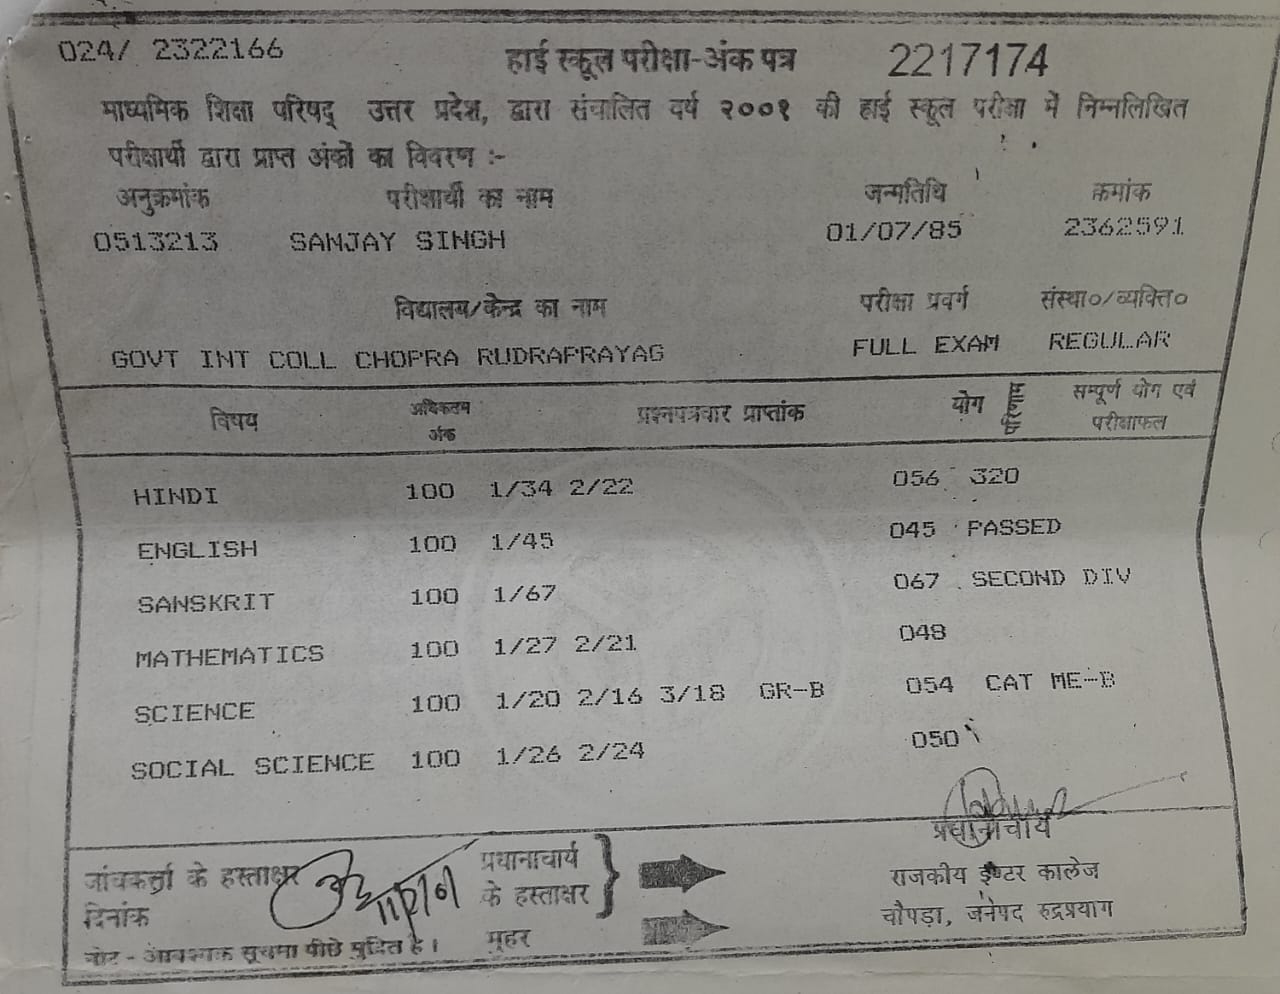 024/ 2322166 हाई स्कूल परीक्षा-अंक पत्र 2217174
माध्यमिक शिक्षा परिषद् उत्तर प्रदेश, द्वारा संचालित वर्ष २००१ की हाई स्कूल परीक्षा में निम्नलिखित
परीक्षार्थी द्वारा प्राप्त अंकों का विवरण :-
अनुक्रमांक परीक्षार्थी का नाम जन्मतिथि क्रमांक
0513213 SANJAY SINGH 01/07/85 2362591
विद्यालय/केन्द्र का नाम परीक्षा प्रवर्ग संस्था०/व्यक्ति०
GOVT INT COLL CHOPRA RUDRAPRAYAG FULL EXAM REGULAR
विषय अधिकतम अंक प्रश्नपत्रवार प्राप्तांक योग परिणाम सम्पूर्ण योग एवं परीक्षाफल
HINDI 100 1/34 2/22 056 320
ENGLISH 100 1/45 045 PASSED
SANSKRIT 100 1/67 067 SECOND DIV
MATHEMATICS 100 1/27 2/21 048
SCIENCE 100 1/20 2/16 3/18 GR-B 054 CAT ME-B
SOCIAL SCIENCE 100 1/26 2/24 050
प्रधानाचार्य
जांचकर्त्ता के हस्ताक्षर प्रधानाचार्य राजकीय इण्टर कालेज
दिनांक के हस्ताक्षर चौपड़ा, जनपद रुद्रप्रयाग
नोट - आवश्यक सूचना पीछे मुद्रित है। मुहर